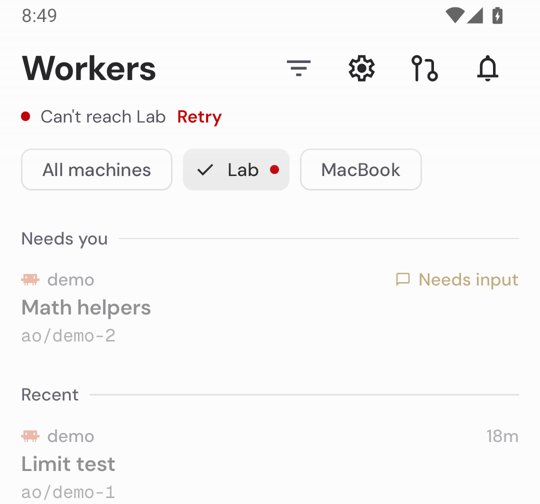 8:49
Workers
Can't reach Lab Retry
All machines Lab MacBook
Needs you
demo Needs input
Math helpers
ao/demo-2
Recent
demo 18m
Limit test
ao/demo-1